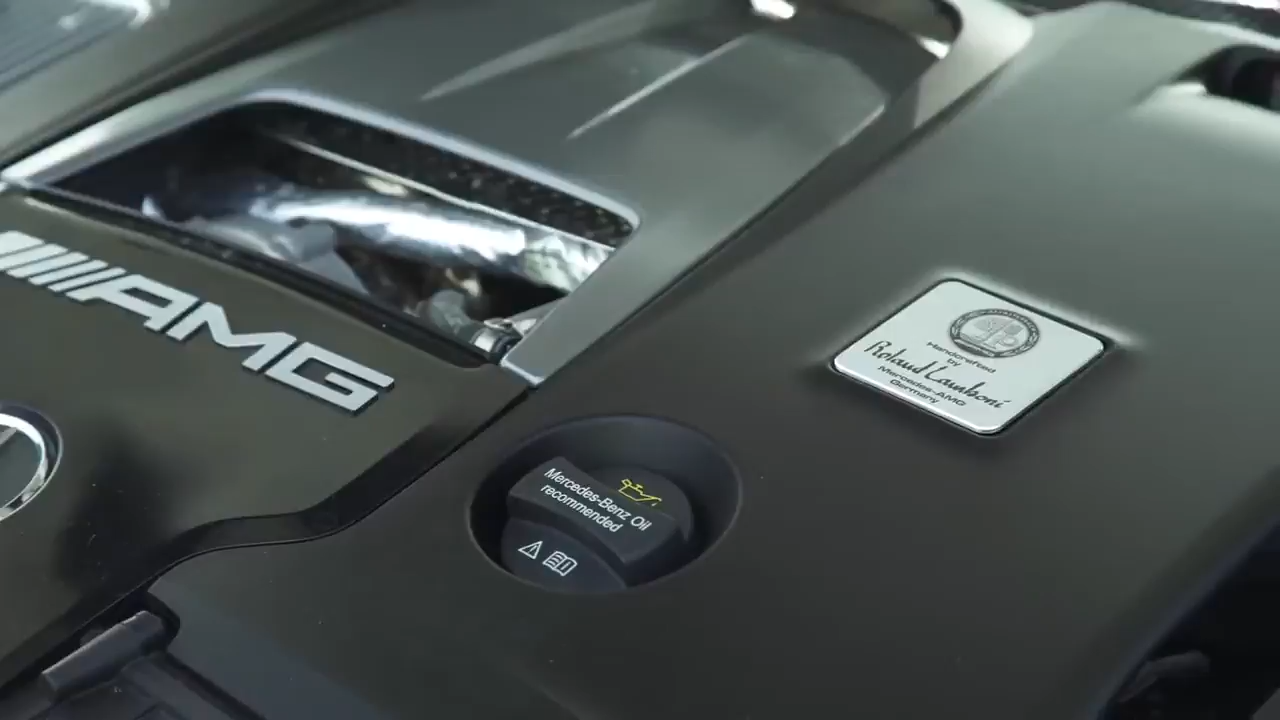 AMG
Handcrafted
by
Roland Lamboni
Mercedes-AMG
Germany
Mercedes-Benz Oil
recommended